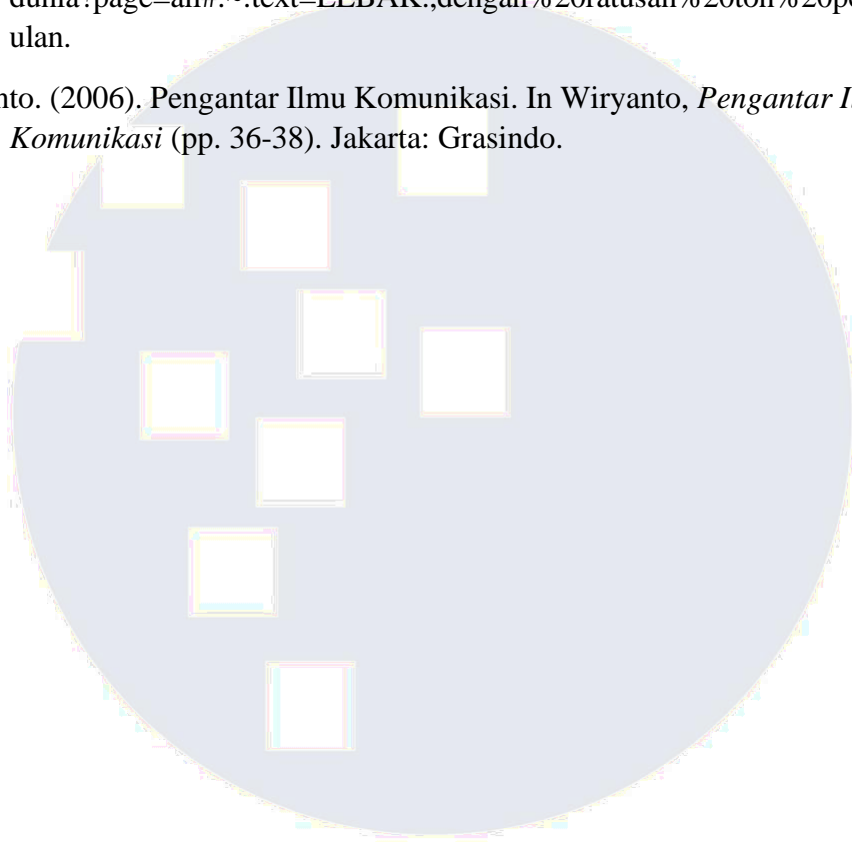 dunia?page=all#:~:text=LEBAK.,dengan%20ratusan%20ton%20pe
ulan.
nto. (2006). Pengantar Ilmu Komunikasi. In Wiryanto, Pengantar I
Komunikasi (pp. 36-38). Jakarta: Grasindo.